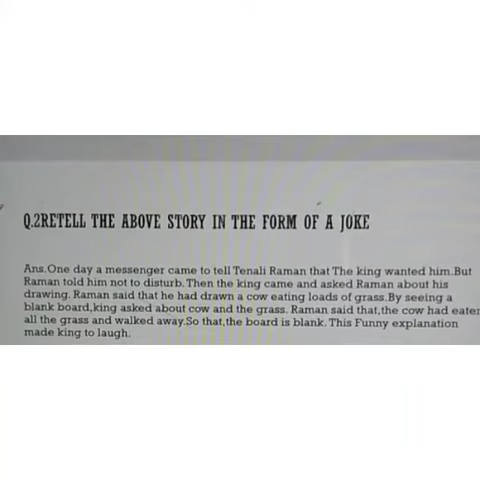 Q.2RETELL THE ABOVE STORY IN THE FORM OF A JOKE
Ans.One day a messenger came to tell Tenali Raman that The king wanted him.But
Raman told him not to disturb.Then the king came and asked Raman about his
drawing. Raman said that he had drawn a cow eating loads of grass.By seeing a
blank board,king asked about cow and the grass. Raman said that,the cow had eaten
all the grass and walked away.So that,the board is blank. This Funny explanation
made king to laugh.